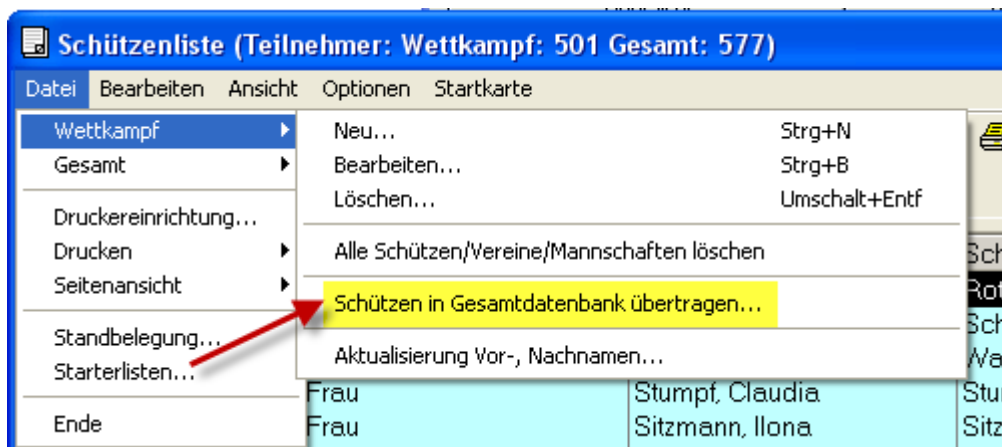 Schützenliste (Teilnehmer: Wettkampf: 501 Gesamt: 577)
Datei Bearbeiten Ansicht Optionen Startkarte
Wettkampf
Gesamt
Druckereinrichtung...
Drucken
Seitenansicht
Standbelegung...
Starterlisten...
Ende
Neu... Strg+N
Bearbeiten... Strg+B
Löschen... Umschalt+Entf
Alle Schützen/Vereine/Mannschaften löschen
Schützen in Gesamtdatenbank übertragen...
Aktualisierung Vor-, Nachnamen...
Frau Stumpf, Claudia
Frau Sitzmann, Ilona